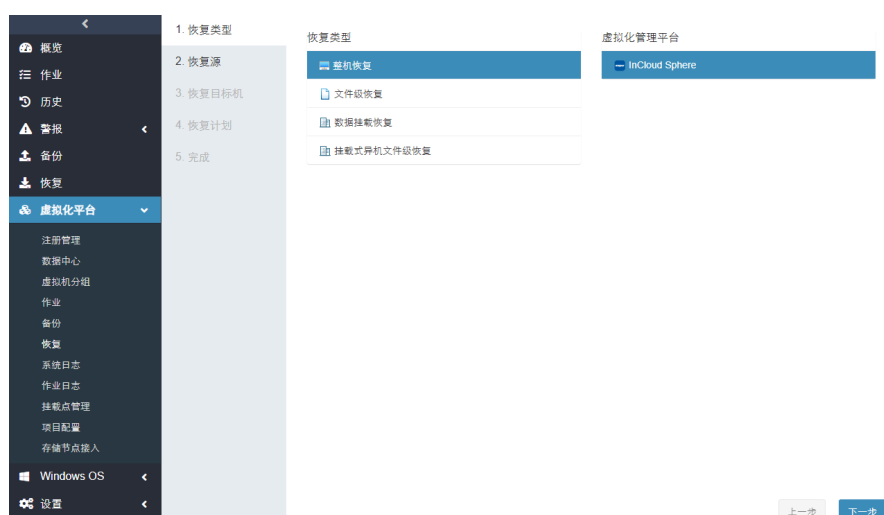 概览
作业
历史
警报
备份
恢复
虚拟化平台
注册管理
数据中心
虚拟机分组
作业
备份
恢复
系统日志
作业日志
挂载点管理
项目配置
存储节点接入
Windows OS
设置
1. 恢复类型
2. 恢复源
3. 恢复目标机
4. 恢复计划
5. 完成
恢复类型
整机恢复
文件级恢复
数据挂载恢复
挂载式异机文件级恢复
虚拟化管理平台
InCloud Sphere
上一步
下一步